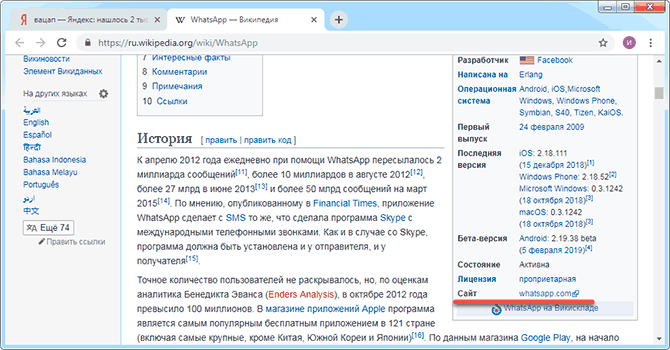 вацап — Яндекс: нашлось 2 тыс
WhatsApp — Википедия
https://ru.wikipedia.org/wiki/WhatsApp
И
Викиновости
Элемент Викиданных
На других языках
العربية
English
Español
हिन्दी
Bahasa Indonesia
Bahasa Melayu
Português
اردو
中文
Ещё 74
Править ссылки
7 Интересные факты
8 Комментарии
9 Примечания
10 Ссылки
История [ править | править код ]
К апрелю 2012 года ежедневно при помощи WhatsApp пересылалось 2
миллиарда сообщений[11], более 10 миллиардов в августе 2012[12],
более 27 млрд в июне 2013[13] и более 50 млрд сообщений на март
2015[14]. По мнению, опубликованному в Financial Times, приложение
WhatsApp сделает с SMS то же, что сделала программа Skype с
международными телефонными звонками. Как и в случае со Skype,
программа должна быть установлена и у отправителя, и у
получателя[15].
Точное количество пользователей не раскрывалось, но, по оценкам
аналитика Бенедикта Эванса (Enders Analysis), в октябре 2012 года
превысило 100 миллионов. В магазине приложений Apple программа
является самым популярным бесплатным приложением в 121 стране
(включая самые крупные, кроме Китая, Южной Кореи и Японии)[16]. По данным магазина Google Play, на начало
Разработчик Facebook
Написана на Erlang
Операционная система Android, iOS,Microsoft
Windows, Windows Phone,
Symbian, S40, Tizen, KaiOS.
Первый выпуск 24 февраля 2009
Последняя версия iOS: 2.18.111
(15 декабря 2018)[1]
Windows Phone: 2.18.52[2]
Microsoft Windows: 0.3.1242
(18 октября 2018)[3]
macOS: 0.3.1242
(18 октября 2018)[3]
Бета-версия Android: 2.19.38 beta
(5 февраля 2019)[4]
Состояние Активна
Лицензия проприетарная
Сайт whatsapp.com
WhatsApp на Викискладе